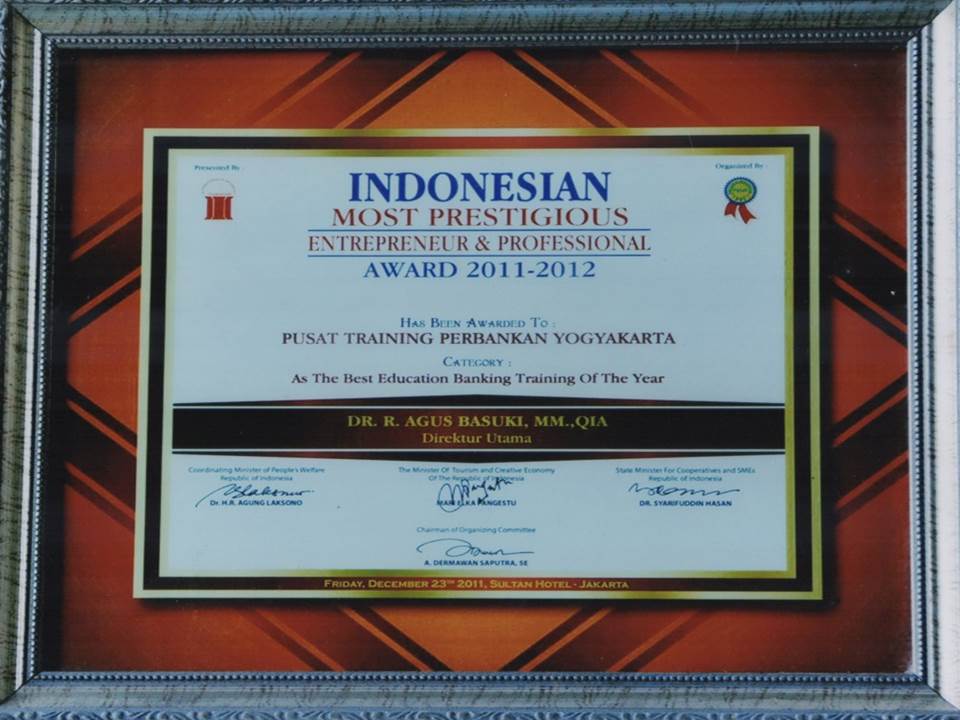 Presented By :
Organized By :
INDONESIAN
MOST PRESTIGIOUS
ENTREPRENEUR & PROFESSIONAL
AWARD 2011-2012
HAS BEEN AWARDED TO :
PUSAT TRAINING PERBANKAN YOGYAKARTA
CATEGORY :
As The Best Education Banking Training Of The Year
DR. R. AGUS BASUKI, MM.,QIA
Direktur Utama
Coordinating Minister of People's Welfare
Republic of Indonesia
Dr. H.R. AGUNG LAKSONO
The Minister Of Tourism and Creative Economy
Of The Republic of Indonesia
MARI ELKA PANGESTU
State Minister For Cooperatives and SMEs
Republic of Indonesia
DR. SYARIFUDDIN HASAN
Chairman of Organizing Committee
A. DERMAWAN SAPUTRA, SE
FRIDAY, DECEMBER 23TH 2011, SULTAN HOTEL - JAKARTA